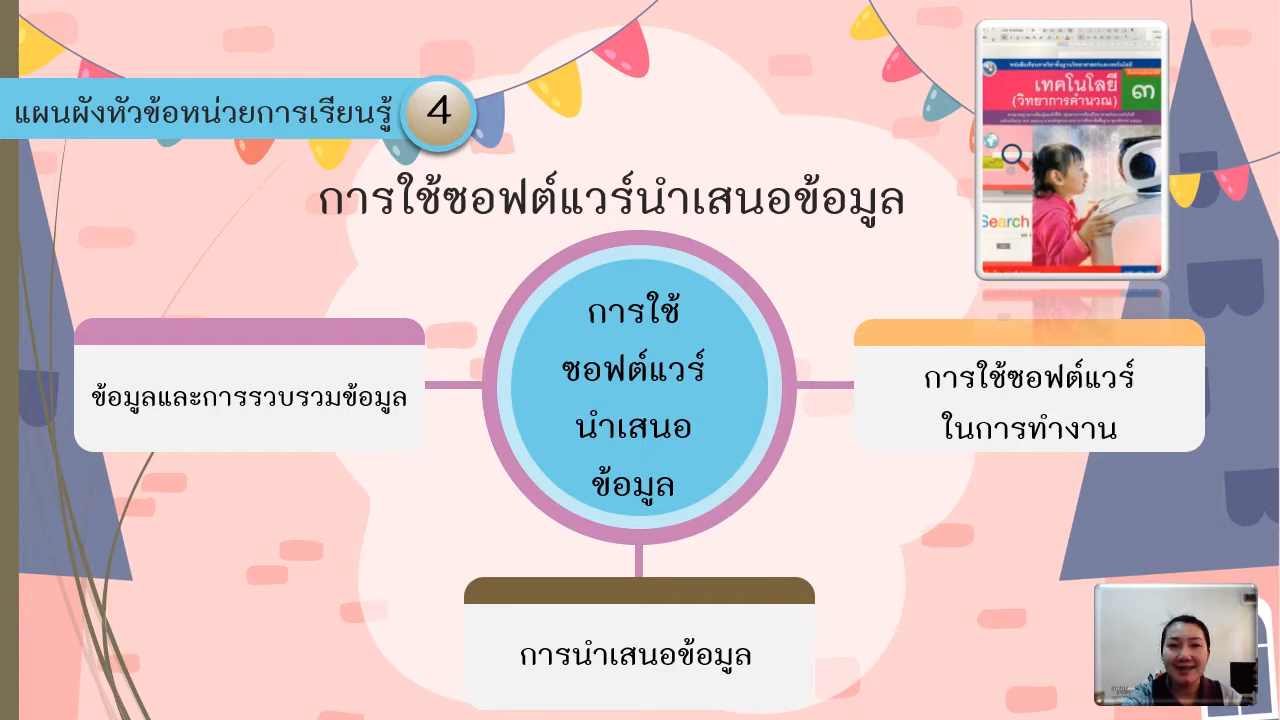 แผนผังหัวข้อหน่วยการเรียนรู้ 4
การใช้ซอฟต์แวร์นำเสนอข้อมูล
เทคโนโลยี
(วิทยาการคำนวณ)
๓
Search
การใช้
ซอฟต์แวร์
นำเสนอ
ข้อมูล
ข้อมูลและการรวบรวมข้อมูล
การใช้ซอฟต์แวร์
ในการทำงาน
การนำเสนอข้อมูล